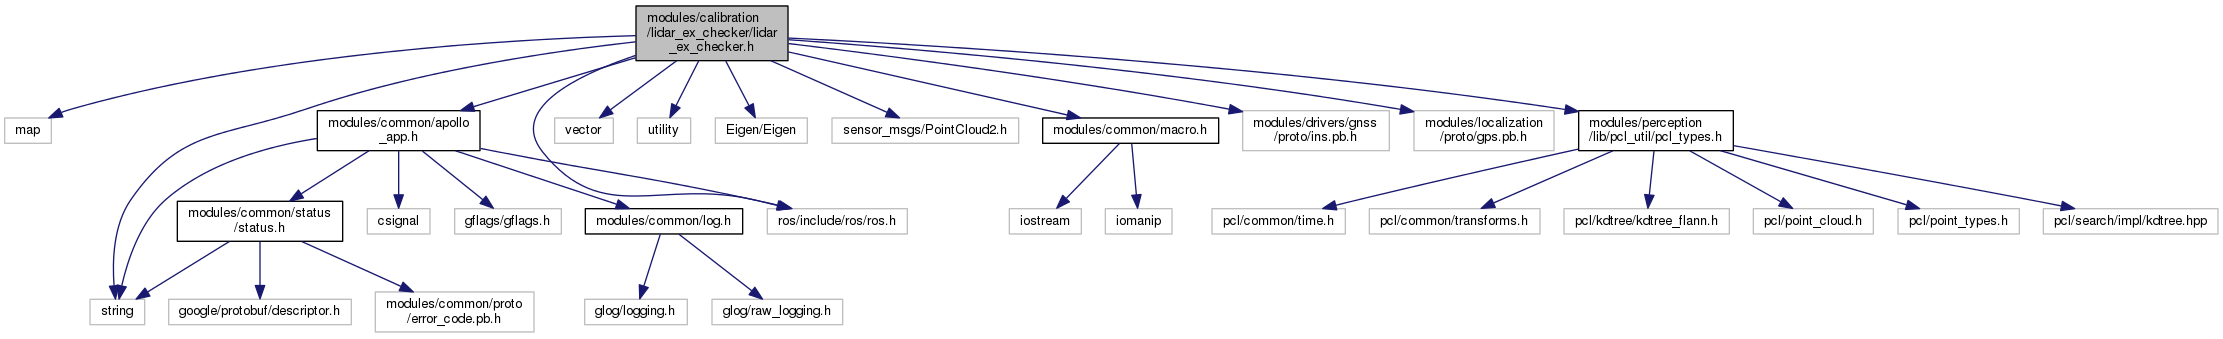 modules/calibration
/lidar_ex_checker/lidar
_ex_checker.h
map
modules/common/apollo
_app.h
vector
utility
Eigen/Eigen
sensor_msgs/PointCloud2.h
modules/common/macro.h
modules/drivers/gnss
/proto/ins.pb.h
modules/localization
/proto/gps.pb.h
modules/perception
/lib/pcl_util/pcl_types.h
modules/common/status
/status.h
csignal
gflags/gflags.h
modules/common/log.h
ros/include/ros/ros.h
iostream
iomanip
pcl/common/time.h
pcl/common/transforms.h
pcl/kdtree/kdtree_flann.h
pcl/point_cloud.h
pcl/point_types.h
pcl/search/impl/kdtree.hpp
string
google/protobuf/descriptor.h
modules/common/proto
/error_code.pb.h
glog/logging.h
glog/raw_logging.h